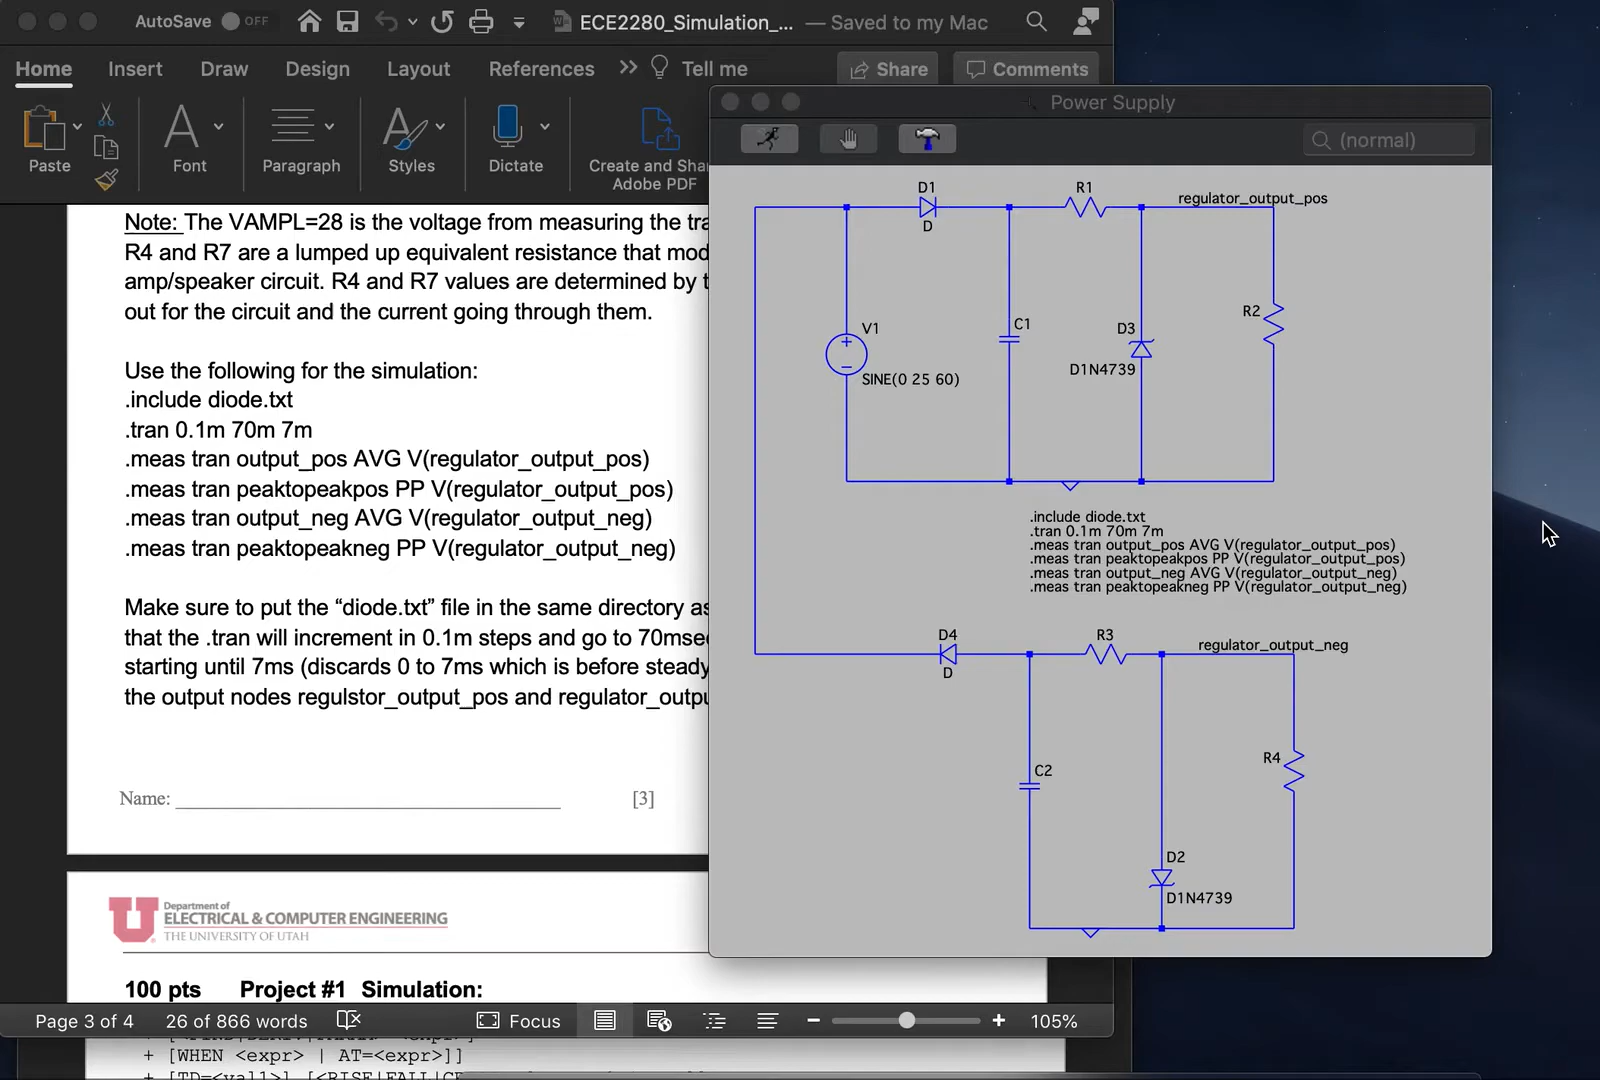 AutoSave OFF ECE2280_Simulation_... — Saved to my Mac
Home Insert Draw Design Layout References >> Tell me Share Comments
Paste Font Paragraph Styles Dictate Create and Sha
Adobe PDF
Note: The VAMPL=28 is the voltage from measuring the tra
R4 and R7 are a lumped up equivalent resistance that mod
amp/speaker circuit. R4 and R7 values are determined by t
out for the circuit and the current going through them.
Use the following for the simulation:
.include diode.txt
.tran 0.1m 70m 7m
.meas tran output_pos AVG V(regulator_output_pos)
.meas tran peaktopeakpos PP V(regulator_output_pos)
.meas tran output_neg AVG V(regulator_output_neg)
.meas tran peaktopeakneg PP V(regulator_output_neg)
Make sure to put the “diode.txt” file in the same directory as
that the .tran will increment in 0.1m steps and go to 70mse
starting until 7ms (discards 0 to 7ms which is before steady
the output nodes regulstor_output_pos and regulator_outpu
Name: [3]
Department of
ELECTRICAL & COMPUTER ENGINEERING
THE UNIVERSITY OF UTAH
100 pts Project #1 Simulation:
Page 3 of 4 26 of 866 words Focus 105%
+ [WHEN <expr> | AT=<expr>]]
+ [TD=<val1>] [<RISE|FALL|CR
Power Supply
(normal)
D1
D
R1
regulator_output_pos
V1
SINE(0 25 60)
C1
D3
D1N4739
R2
.include diode.txt
.tran 0.1m 70m 7m
.meas tran output_pos AVG V(regulator_output_pos)
.meas tran peaktopeakpos PP V(regulator_output_pos)
.meas tran output_neg AVG V(regulator_output_neg)
.meas tran peaktopeakneg PP V(regulator_output_neg)
D4
D
R3
regulator_output_neg
C2
R4
D2
D1N4739